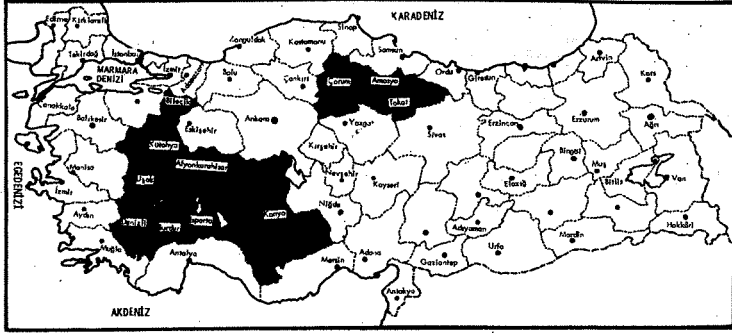 KARADENİZ
Edirne
Kırklareli
Tekirdağ
İstanbul
MARMARA
DENİZİ
İzmit
Zonguldak
Bolu
Kastamonu
Sinop
Çankırı
Samsun
Çorum
Amasya
Tokat
Ordu
Giresun
Artvin
Kars
Çanakkale
Balıkesir
Bilecik
Eskişehir
Ankara
Yozgat
Sivas
Erzincan
Erzurum
Ağrı
Kütahya
Afyonkarahisar
Kırşehir
Nevşehir
Kayseri
Elazığ
Bingöl
Muş
Bitlis
Van
EGEDENİZİ
Manisa
Uşak
İzmir
Aydın
Denizli
Burdur
Isparta
Konya
Niğde
Adıyaman
Hakkâri
Muğla
Antalya
Mersin
Adana
Gaziantep
Urfa
Mardin
Antakya
AKDENİZ